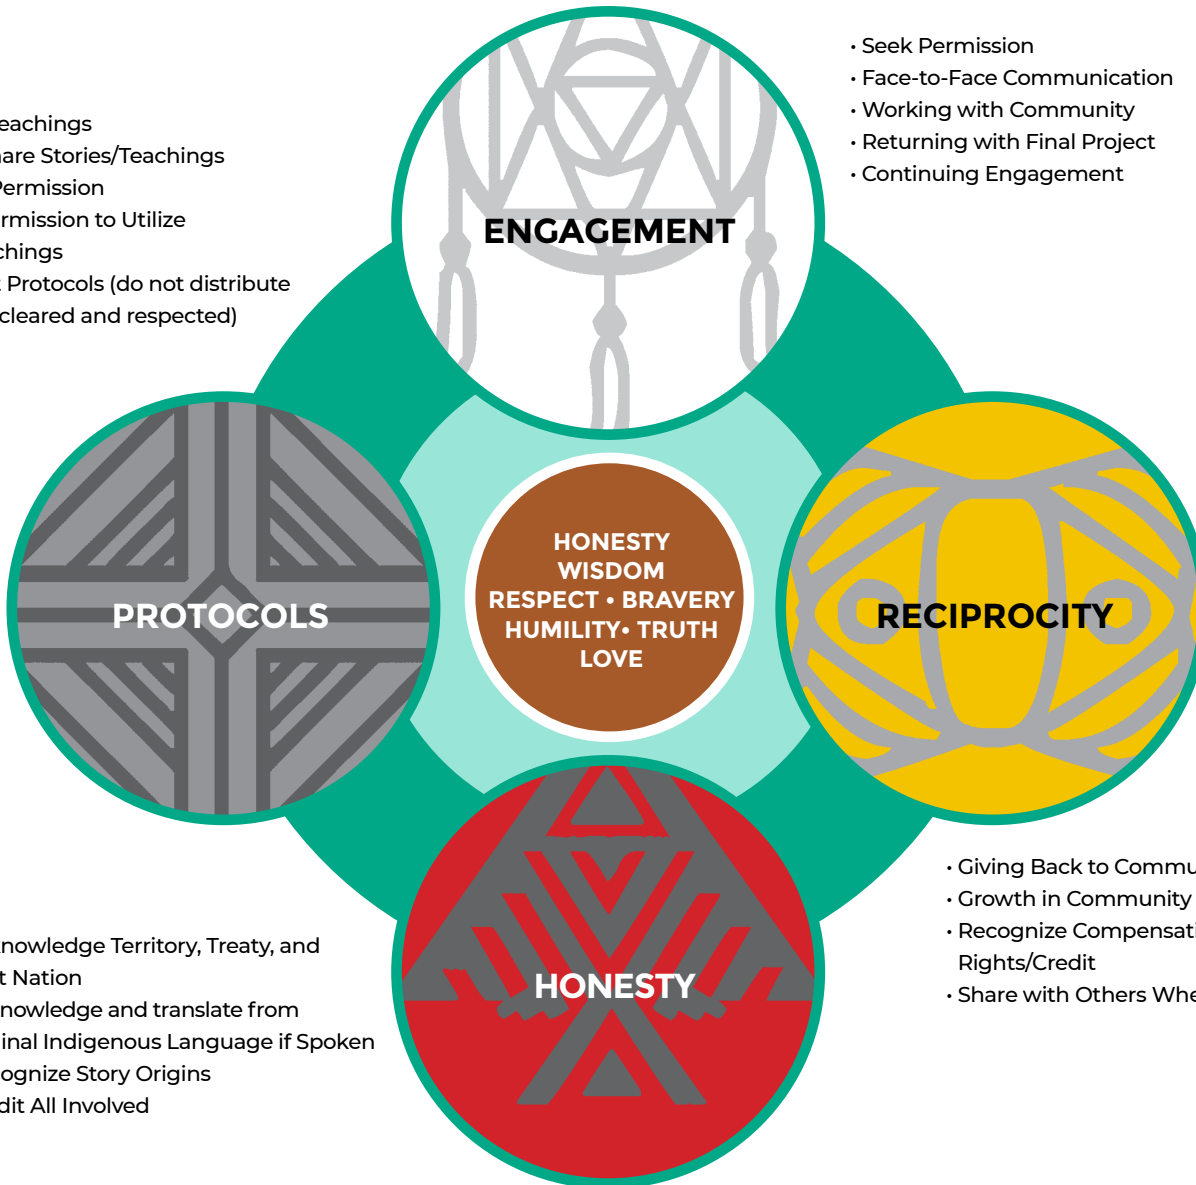 • Seek Permission
• Face-to-Face Communication
• Working with Community
• Returning with Final Project
• Continuing Engagement
eachings
are Stories/Teachings
Permission
rmission to Utilize
chings
Protocols (do not distribute
cleared and respected)
ENGAGEMENT
PROTOCOLS
HONESTY
WISDOM
RESPECT • BRAVERY
HUMILITY• TRUTH
LOVE
RECIPROCITY
HONESTY
• Giving Back to Commu
• Growth in Community
• Recognize Compensati
Rights/Credit
• Share with Others Whe
nowledge Territory, Treaty, and
t Nation
nowledge and translate from
inal Indigenous Language if Spoken
ognize Story Origins
dit All Involved